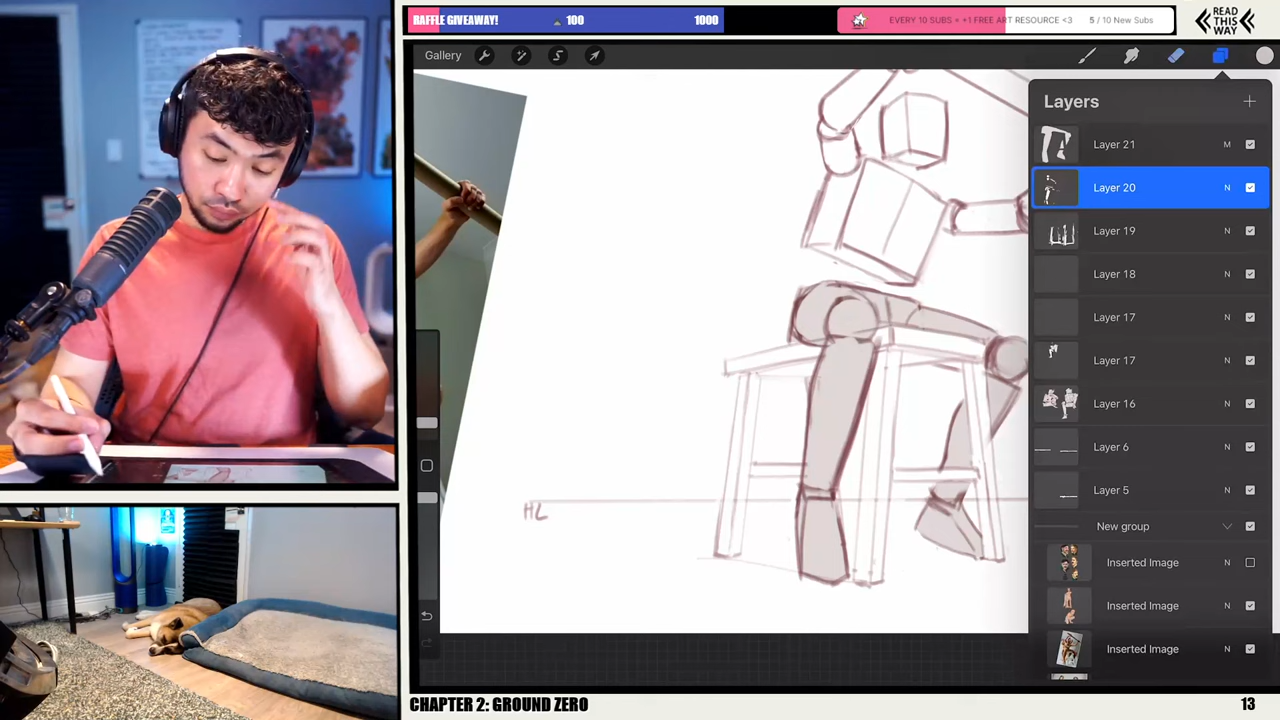 RAFFLE GIVEAWAY! 100 1000
EVERY 10 SUBS = +1 FREE ART RESOURCE <3 5 / 10 New Subs
READ
THIS
WAY
Gallery
Layers
Layer 21 M
Layer 20 N
Layer 19 N
Layer 18 N
Layer 17 N
Layer 17 N
Layer 16 N
Layer 6 N
Layer 5 N
New group
Inserted Image N
Inserted Image N
Inserted Image N
HL
CHAPTER 2: GROUND ZERO 13